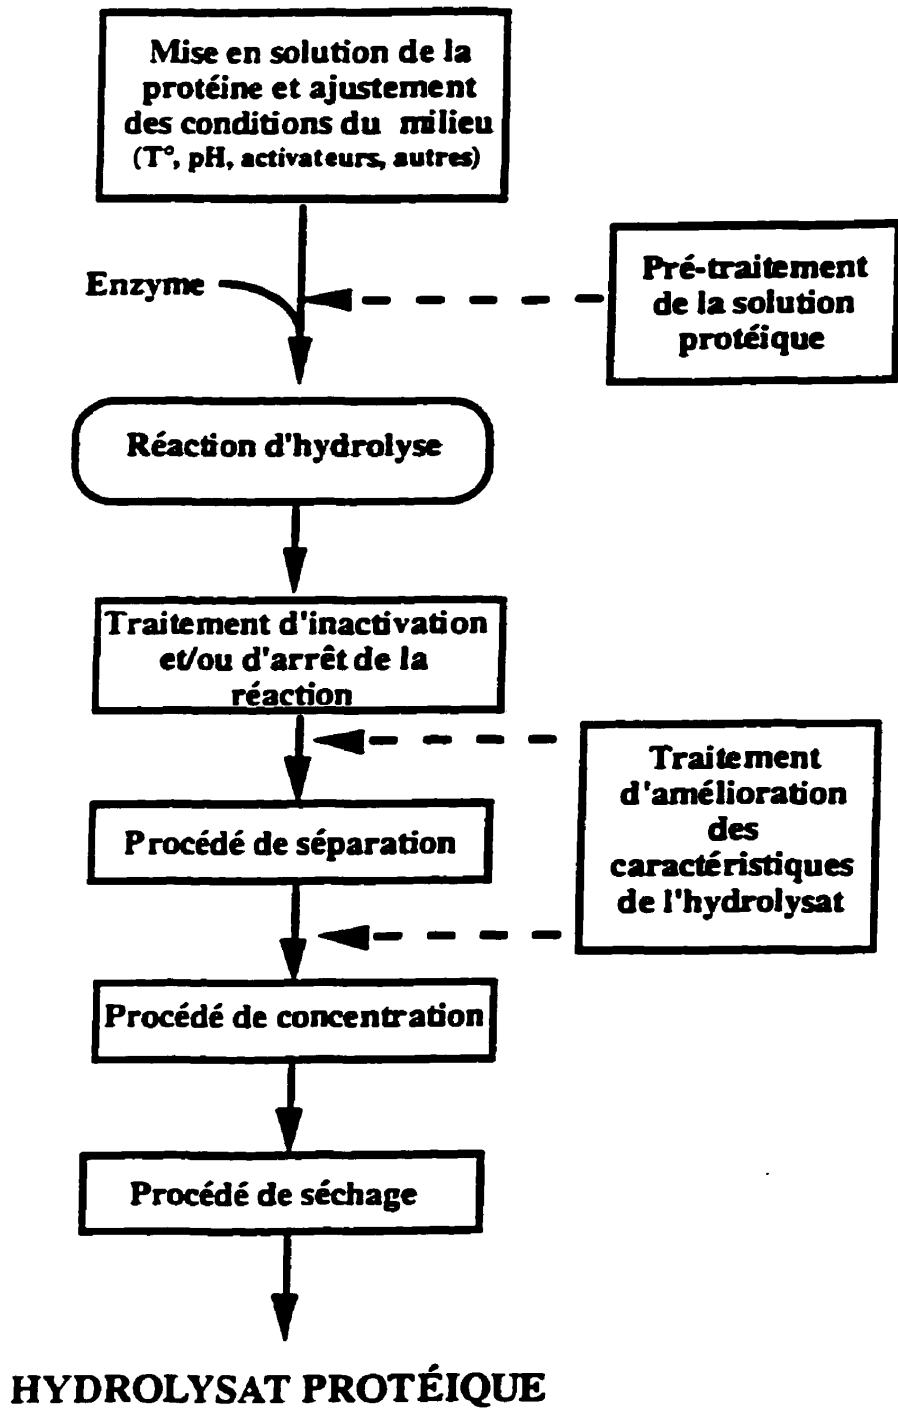 Mise en solution de la
protéine et ajustement
des conditions du milieu
(T°, pH, activateurs, autres)
Enzyme
Pré-traitement
de la solution
protéique
Réaction d'hydrolyse
Traitement d'inactivation
et/ou d'arrêt de la
réaction
Traitement
d'amélioration
des
caractéristiques
de l'hydrolysat
Procédé de séparation
Procédé de concentration
Procédé de séchage
HYDROLYSAT PROTÉIQUE